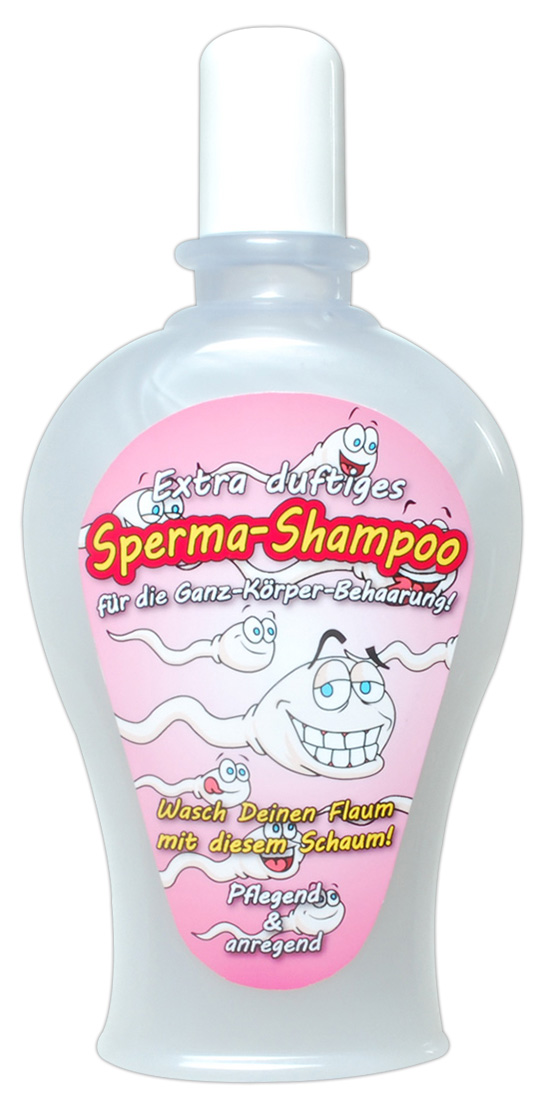 Extra duftiges
Sperma-Shampoo
für die Ganz-Körper-Behaarung!
Wasch Deinen Flaum
mit diesem Schaum!
Pflegend
&
anregend